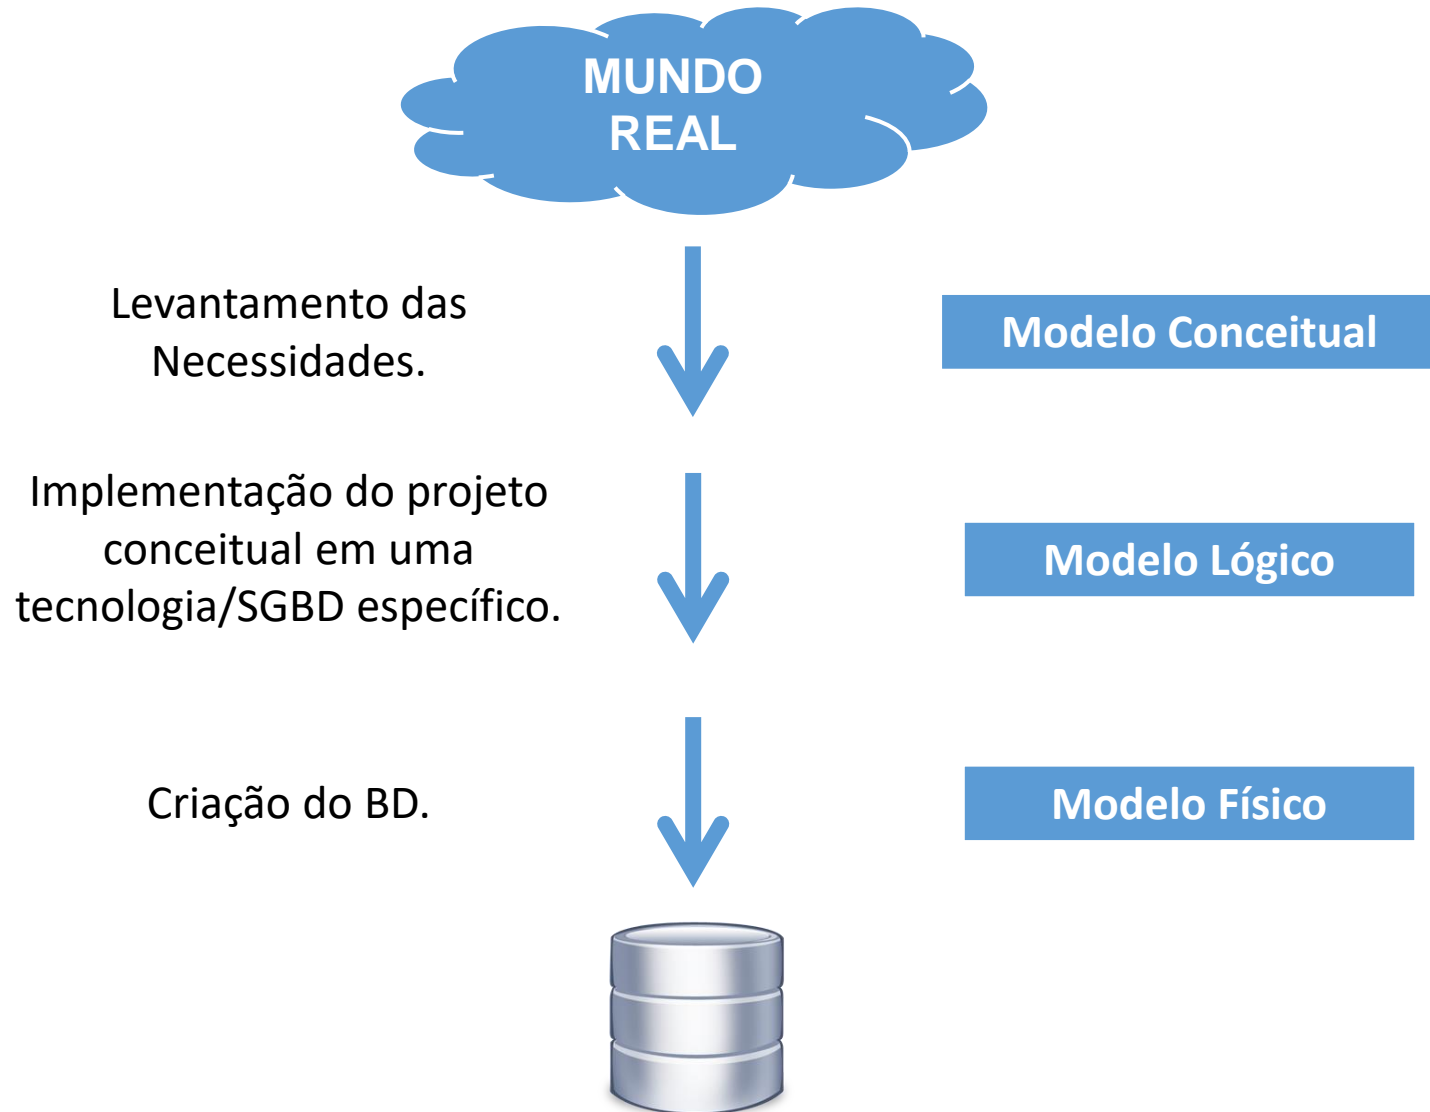 MUNDO
REAL
Levantamento das
Necessidades.
Modelo Conceitual
Implementação do projeto
conceitual em uma
tecnologia/SGBD específico.
Modelo Lógico
Criação do BD.
Modelo Físico